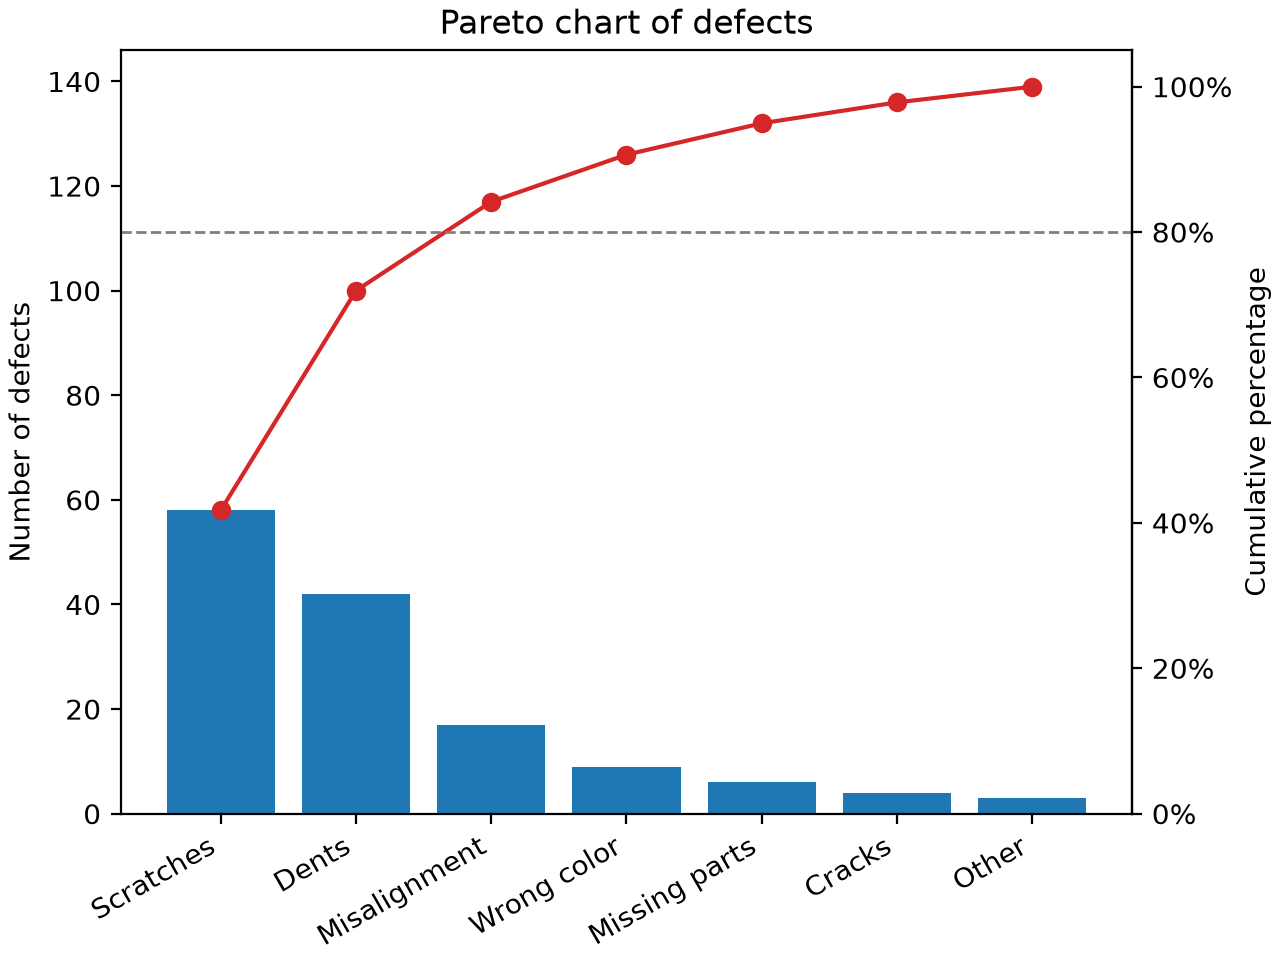 Pareto chart of defects
Number of defects
140
120
100
80
60
40
20
0
100%
80%
60%
40%
20%
0%
Cumulative percentage
Scratches
Dents
Misalignment
Wrong color
Missing parts
Cracks
Other